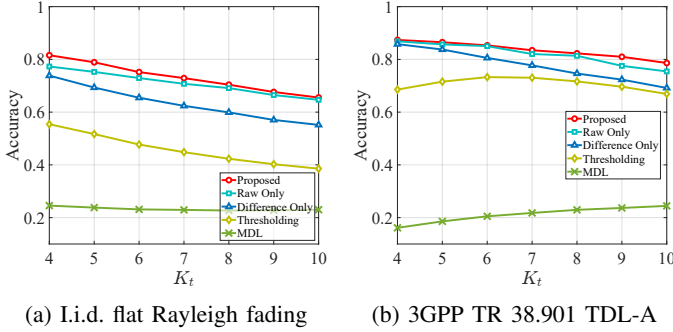 1
0.8
0.6
0.4
0.2
Accuracy
4 5 6 7 8 9 10
K_t
Proposed
Raw Only
Difference Only
Thresholding
MDL
(a) I.i.d. flat Rayleigh fading
1
0.8
0.6
0.4
0.2
Accuracy
4 5 6 7 8 9 10
K_t
Proposed
Raw Only
Difference Only
Thresholding
MDL
(b) 3GPP TR 38.901 TDL-A